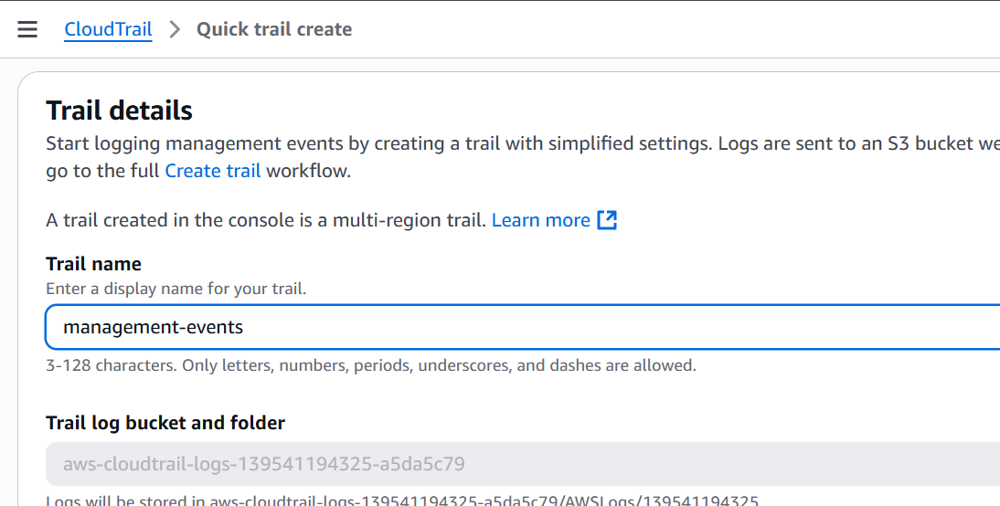 CloudTrail > Quick trail create
Trail details
Start logging management events by creating a trail with simplified settings. Logs are sent to an S3 bucket we
go to the full Create trail workflow.
A trail created in the console is a multi-region trail. Learn more
Trail name
Enter a display name for your trail.
management-events
3-128 characters. Only letters, numbers, periods, underscores, and dashes are allowed.
Trail log bucket and folder
aws-cloudtrail-logs-139541194325-a5da5c79
Logs will be stored in aws-cloudtrail-logs-139541194325-a5da5c79/AWSLogs/139541194325